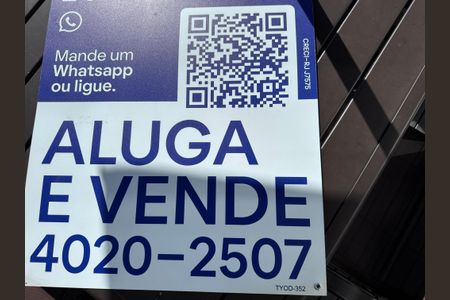 Mande um
Whatsapp
ou ligue.
CRECI-RJ J7575
ALUGA
E VENDE
4020-2507
TYOD-352